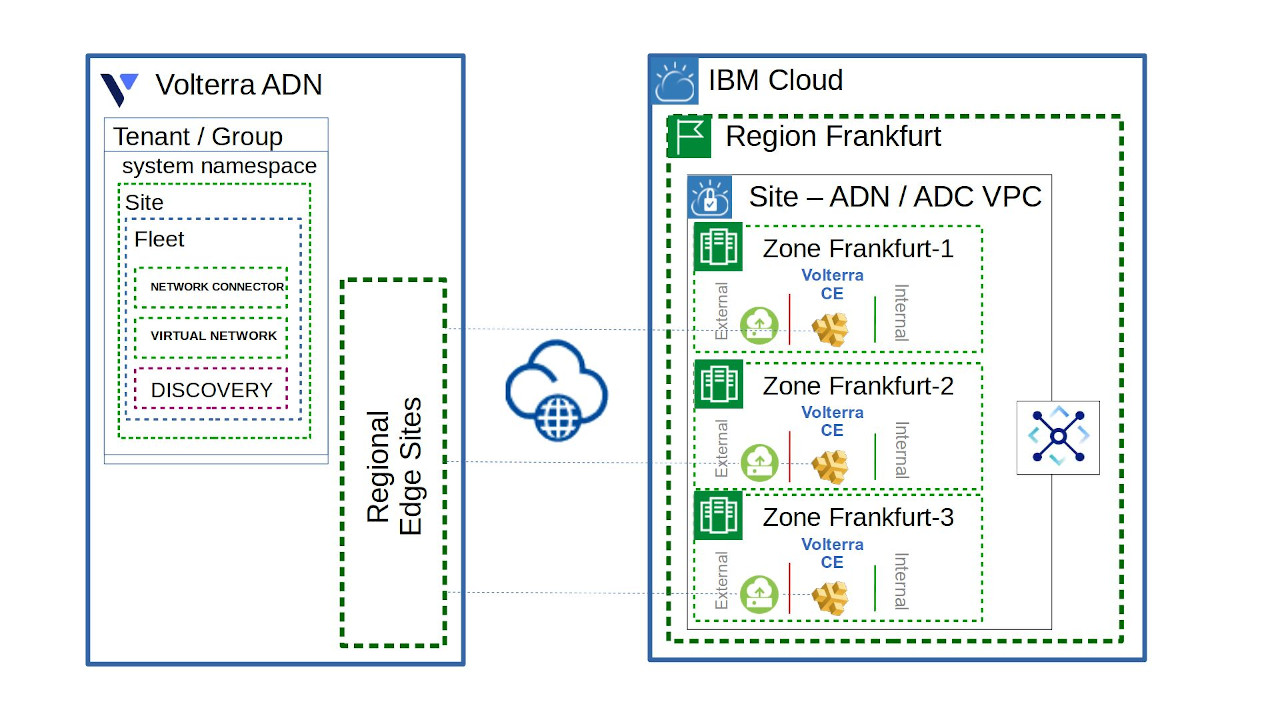 Volterra ADN
Tenant / Group
system namespace
Site
Fleet
NETWORK CONNECTOR
VIRTUAL NETWORK
DISCOVERY
Regional
Edge Sites
IBM Cloud
Region Frankfurt
Site – ADN / ADC VPC
Zone Frankfurt-1
Volterra
CE
External
Internal
Zone Frankfurt-2
Volterra
CE
External
Internal
Zone Frankfurt-3
Volterra
CE
External
Internal